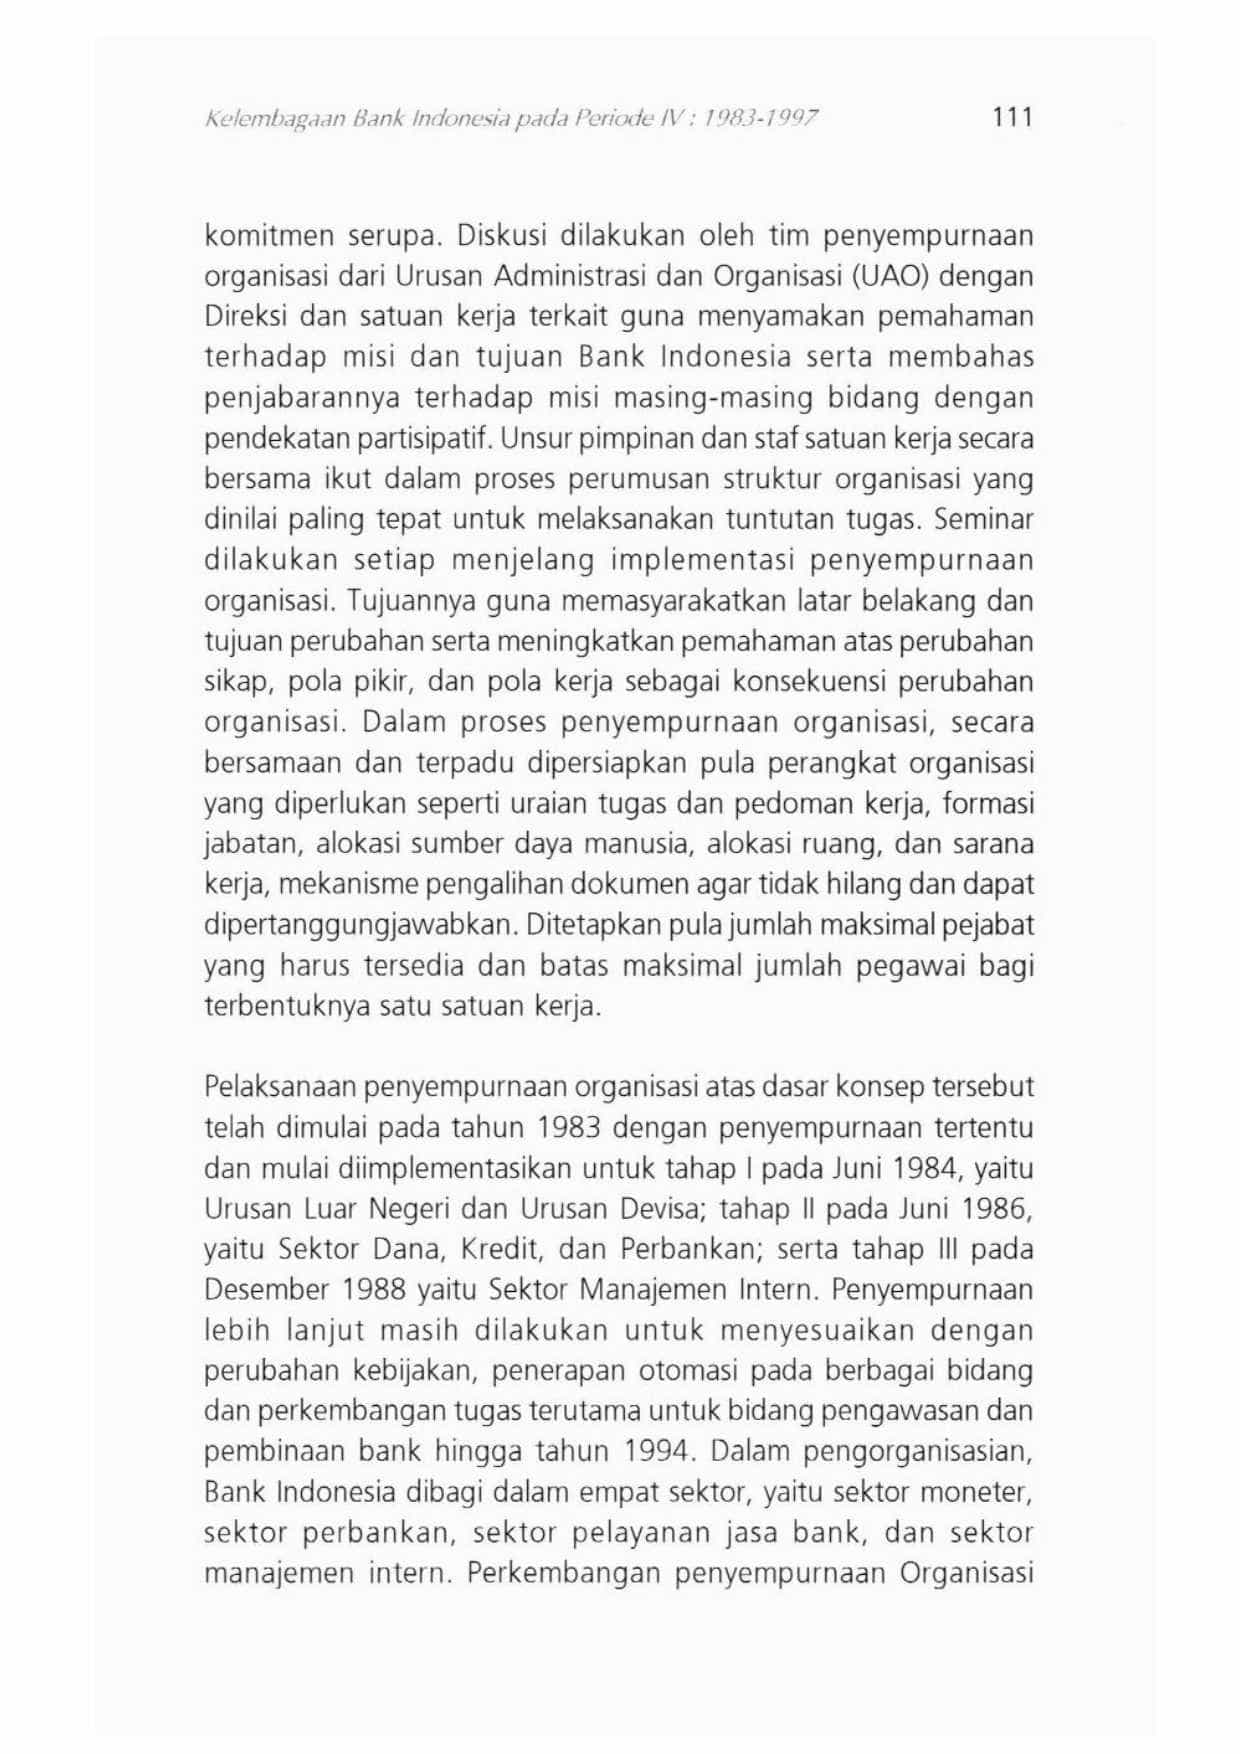 Kelembagaan Bank Indonesia pada Periode IV : 1983-1997 111
komitmen serupa. Diskusi dilakukan oleh tim penyempurnaan
organisasi dari Urusan Administrasi dan Organisasi (UAO) dengan
Direksi dan satuan kerja terkait guna menyamakan pemahaman
terhadap misi dan tujuan Bank Indonesia serta membahas
penjabarannya terhadap misi masing-masing bidang dengan
pendekatan partisipatif. Unsur pimpinan dan staf satuan kerja secara
bersama ikut dalam proses perumusan struktur organisasi yang
dinilai paling tepat untuk melaksanakan tuntutan tugas. Seminar
dilakukan setiap menjelang implementasi penyempurnaan
organisasi. Tujuannya guna memasyarakatkan latar belakang dan
tujuan perubahan serta meningkatkan pemahaman atas perubahan
sikap, pola pikir, dan pola kerja sebagai konsekuensi perubahan
organisasi. Dalam proses penyempurnaan organisasi, secara
bersamaan dan terpadu dipersiapkan pula perangkat organisasi
yang diperlukan seperti uraian tugas dan pedoman kerja, formasi
jabatan, alokasi sumber daya manusia, alokasi ruang, dan sarana
kerja, mekanisme pengalihan dokumen agar tidak hilang dan dapat
dipertanggungjawabkan. Ditetapkan pula jumlah maksimal pejabat
yang harus tersedia dan batas maksimal jumlah pegawai bagi
terbentuknya satu satuan kerja.
Pelaksanaan penyempurnaan organisasi atas dasar konsep tersebut
telah dimulai pada tahun 1983 dengan penyempurnaan tertentu
dan mulai diimplementasikan untuk tahap I pada Juni 1984, yaitu
Urusan Luar Negeri dan Urusan Devisa; tahap II pada Juni 1986,
yaitu Sektor Dana, Kredit, dan Perbankan; serta tahap III pada
Desember 1988 yaitu Sektor Manajemen Intern. Penyempurnaan
lebih lanjut masih dilakukan untuk menyesuaikan dengan
perubahan kebijakan, penerapan otomasi pada berbagai bidang
dan perkembangan tugas terutama untuk bidang pengawasan dan
pembinaan bank hingga tahun 1994. Dalam pengorganisasian,
Bank Indonesia dibagi dalam empat sektor, yaitu sektor moneter,
sektor perbankan, sektor pelayanan jasa bank, dan sektor
manajemen intern. Perkembangan penyempurnaan Organisasi